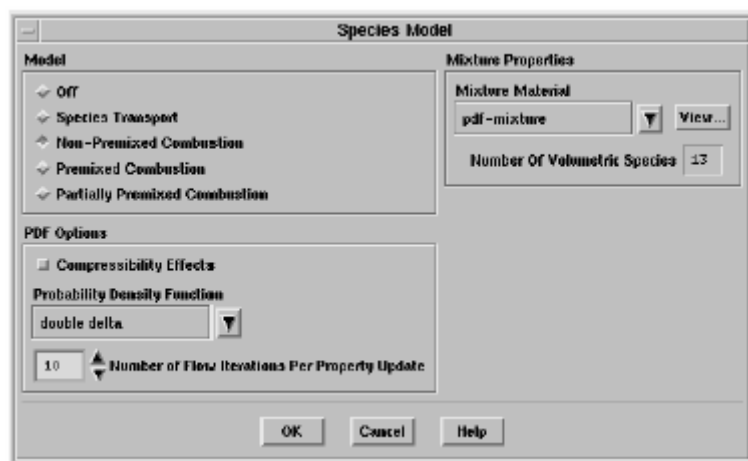 Species Model
Model
Off
Species Transport
Non-Premixed Combustion
Premixed Combustion
Partially Premixed Combustion
Mixture Properties
Mixture Material
pdf-mixture
View...
Number Of Volumetric Species 13
PDF Options
Compressibility Effects
Probability Density Function
double delta
10 Number of Flow Iterations Per Property Update
OK Cancel Help